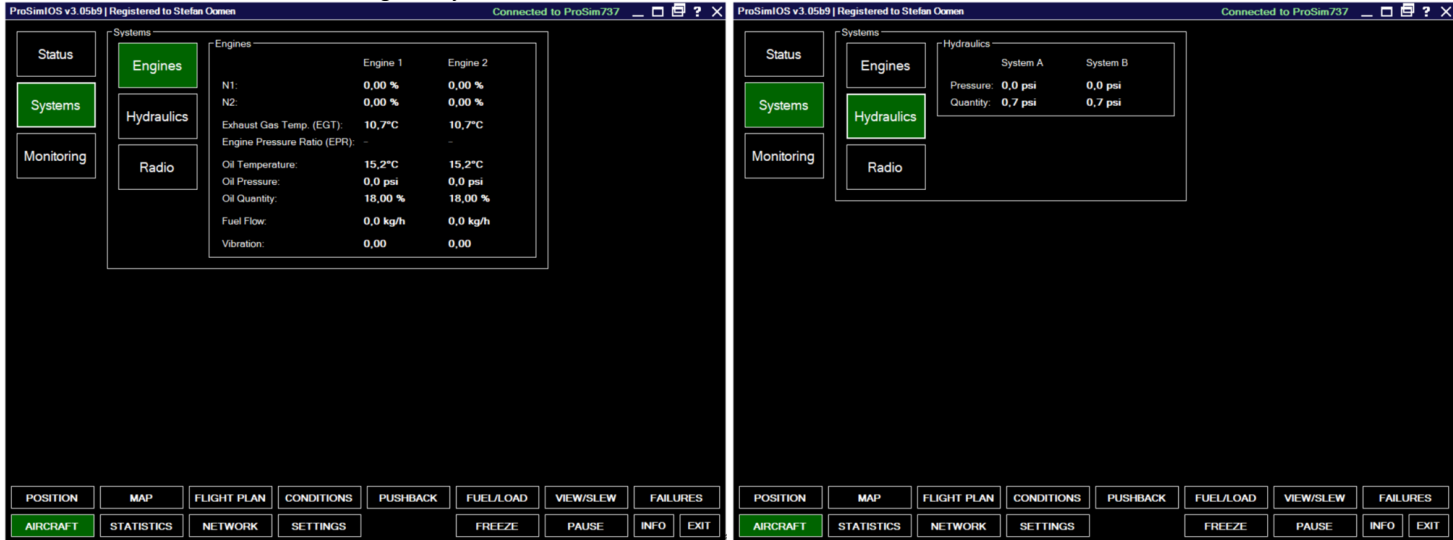 ProSimIOS v3.05b9 | Registered to Stefan Oomen Connected to ProSim737
Status
Systems
Monitoring
Systems
Engines
Hydraulics
Radio
Engines
Engine 1 Engine 2
N1: 0,00 % 0,00 %
N2: 0,00 % 0,00 %
Exhaust Gas Temp. (EGT): 10,7°C 10,7°C
Engine Pressure Ratio (EPR): - -
Oil Temperature: 15,2°C 15,2°C
Oil Pressure: 0,0 psi 0,0 psi
Oil Quantity: 18,00 % 18,00 %
Fuel Flow: 0,0 kg/h 0,0 kg/h
Vibration: 0,00 0,00
POSITION MAP FLIGHT PLAN CONDITIONS PUSHBACK FUEL/LOAD VIEW/SLEW FAILURES
AIRCRAFT STATISTICS NETWORK SETTINGS FREEZE PAUSE INFO EXIT
ProSimIOS v3.05b9 | Registered to Stefan Oomen Connected to ProSim737
Status
Systems
Monitoring
Systems
Engines
Hydraulics
Radio
Hydraulics
System A System B
Pressure: 0,0 psi 0,0 psi
Quantity: 0,7 psi 0,7 psi
POSITION MAP FLIGHT PLAN CONDITIONS PUSHBACK FUEL/LOAD VIEW/SLEW FAILURES
AIRCRAFT STATISTICS NETWORK SETTINGS FREEZE PAUSE INFO EXIT